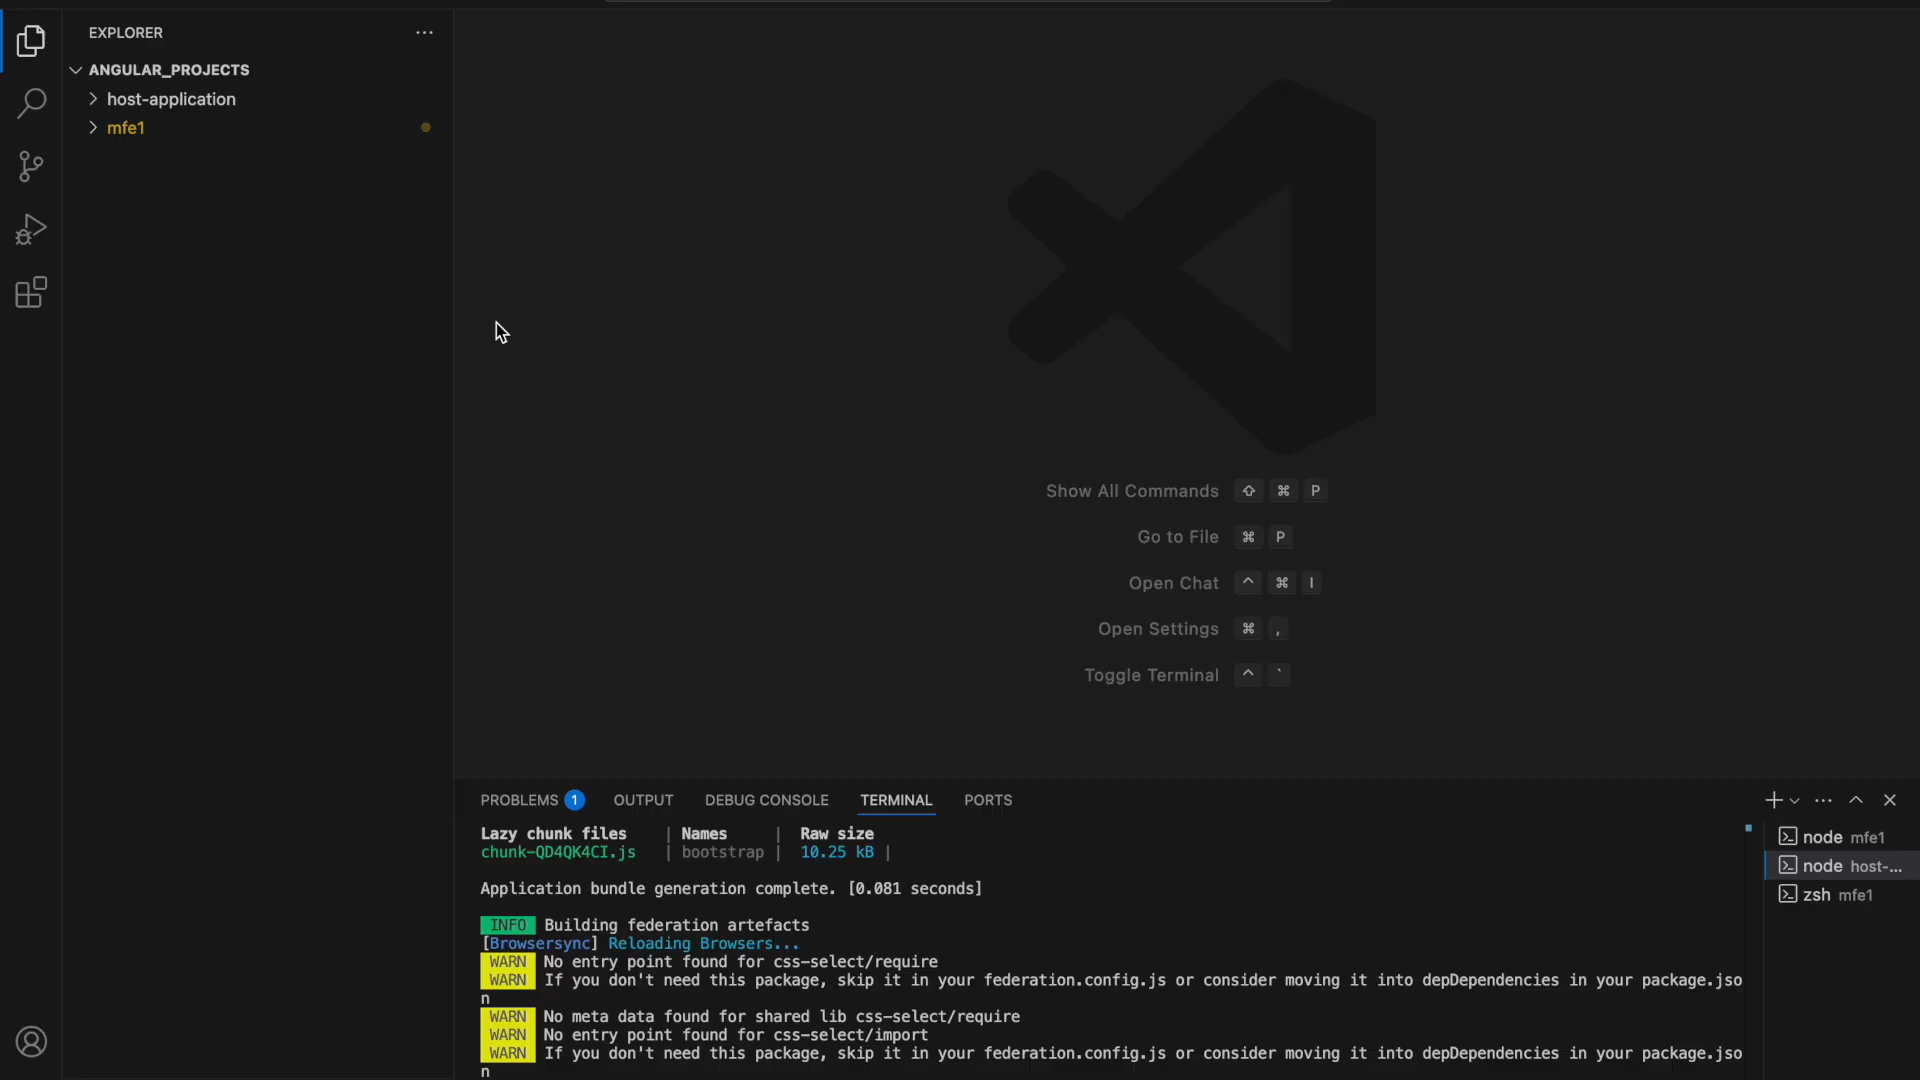 EXPLORER
ANGULAR_PROJECTS
host-application
mfe1
Show All Commands ⇧ ⌘ P
Go to File ⌘ P
Open Chat ^ ⌘ I
Open Settings ⌘ ,
Toggle Terminal ^ `
PROBLEMS 1 OUTPUT DEBUG CONSOLE TERMINAL PORTS
Lazy chunk files | Names | Raw size
chunk-QD4QK4CI.js | bootstrap | 10.25 kB |
Application bundle generation complete. [0.081 seconds]
INFO Building federation artefacts
[Browsersync] Reloading Browsers...
WARN No entry point found for css-select/require
WARN If you don't need this package, skip it in your federation.config.js or consider moving it into depDependencies in your package.jso
n
WARN No meta data found for shared lib css-select/require
WARN No entry point found for css-select/import
WARN If you don't need this package, skip it in your federation.config.js or consider moving it into depDependencies in your package.jso
n
node mfe1
node host-...
zsh mfe1